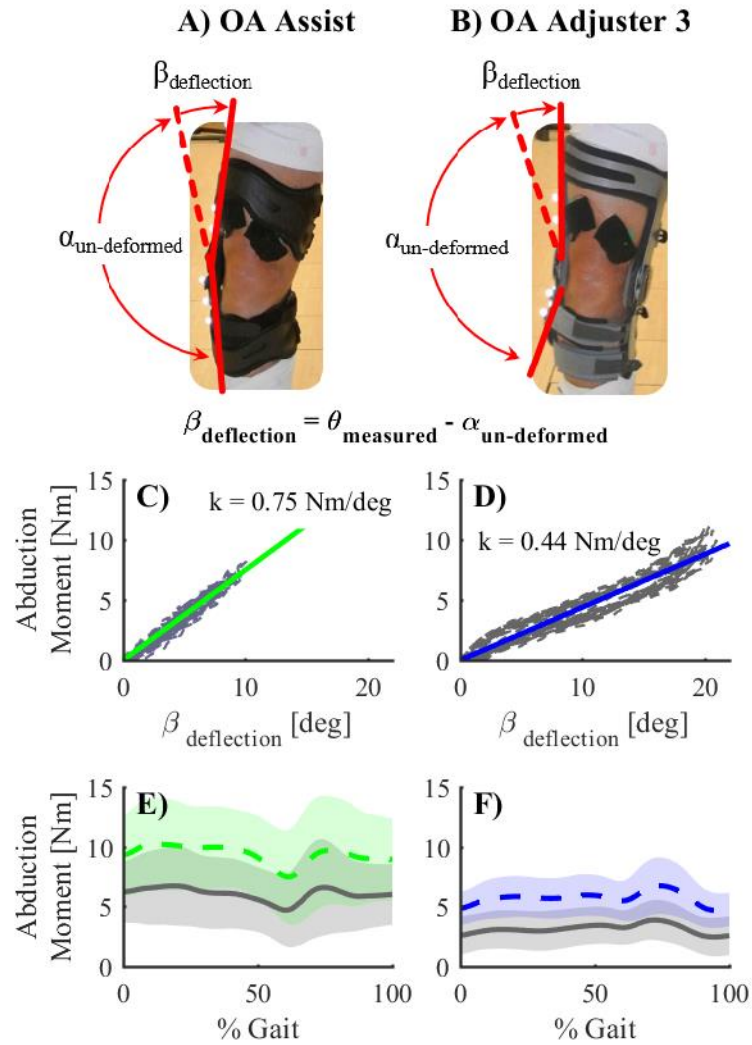 A) OA Assist
B) OA Adjuster 3
βdeflection
βdeflection
αun-deformed
αun-deformed
βdeflection = θmeasured - αun-deformed
C)
k = 0.75 Nm/deg
Abduction
Moment [Nm]
15
10
5
0
0
10
20
β deflection [deg]
D)
k = 0.44 Nm/deg
15
10
5
0
0
10
20
β deflection [deg]
E)
Abduction
Moment [Nm]
15
10
5
0
0
50
100
% Gait
F)
15
10
5
0
0
50
100
% Gait